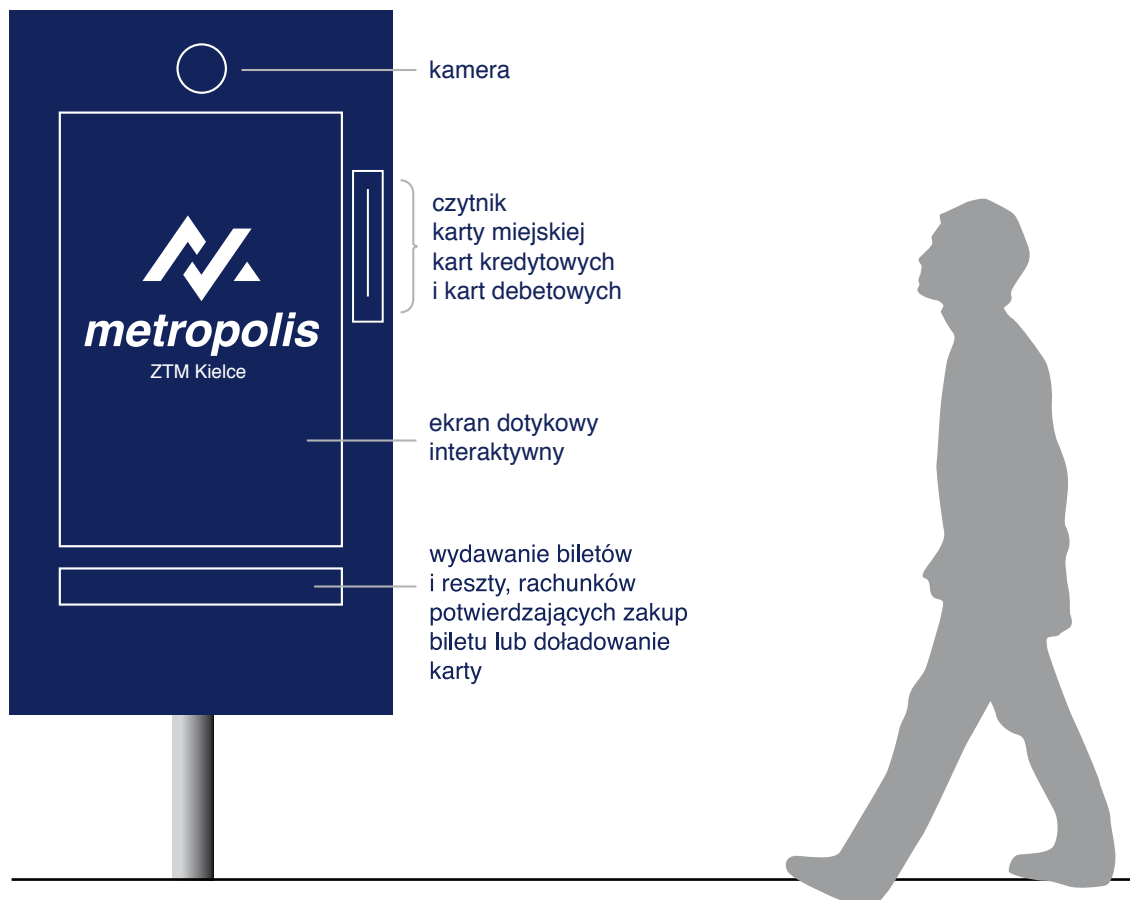 kamera
czytnik
karty miejskiej
kart kredytowych
i kart debetowych
metropolis
ZTM Kielce
ekran dotykowy
interaktywny
wydawanie biletów
i reszty, rachunków
potwierdzających zakup
biletu lub doładowanie
karty